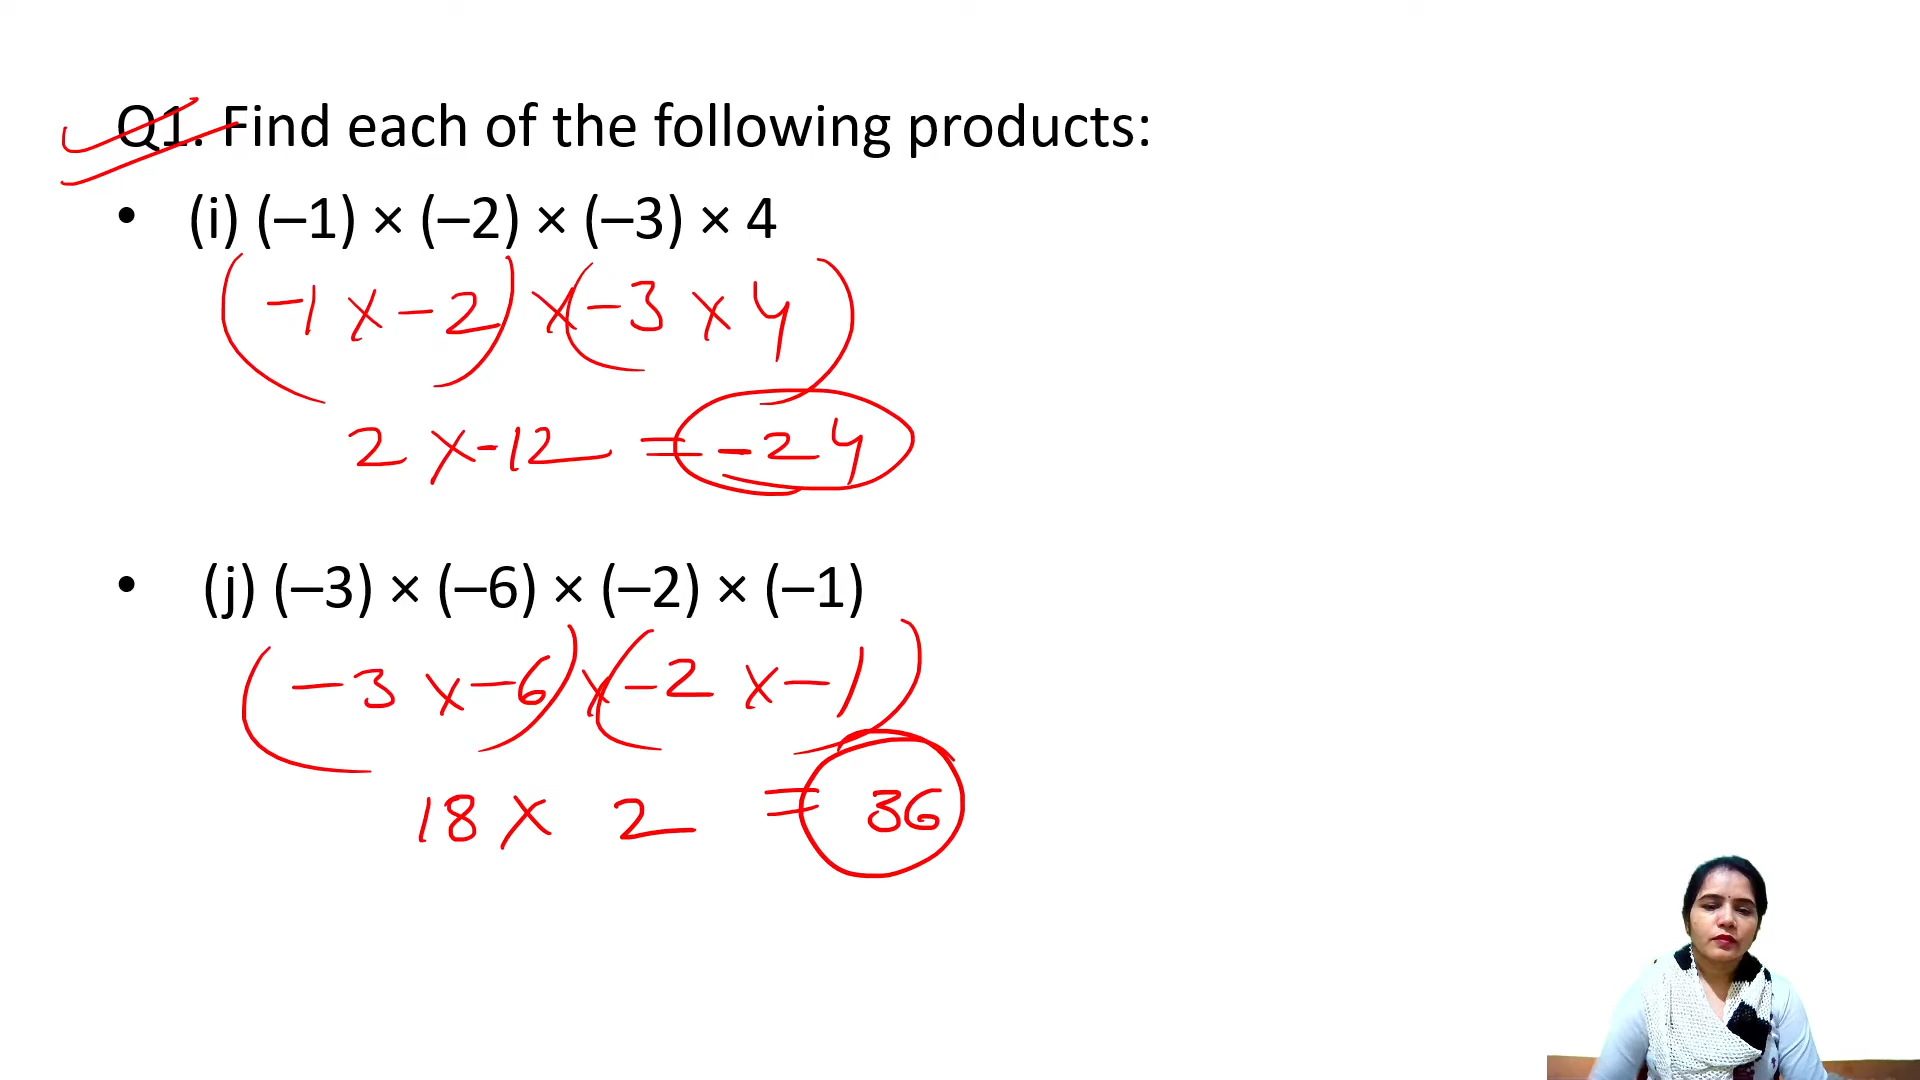 Q1. Find each of the following products:
• (i) (–1) × (–2) × (–3) × 4
(-1 x -2) x (-3 x 4)
2 x -12 = -24
• (j) (–3) × (–6) × (–2) × (–1)
(-3 x -6) x (-2 x -1)
18 x 2 = 36